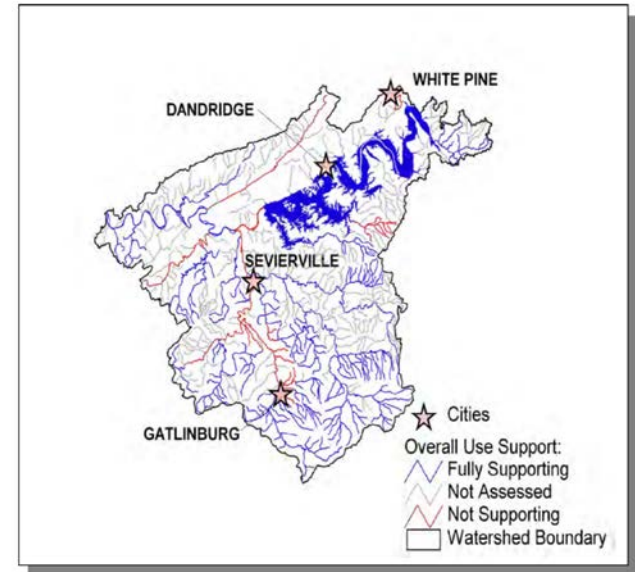 WHITE PINE
DANDRIDGE
SEVIERVILLE
GATLINBURG
Cities
Overall Use Support:
Fully Supporting
Not Assessed
Not Supporting
Watershed Boundary